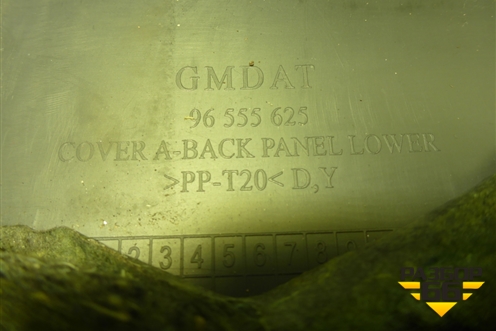 GMDAT
96 555 625
COVER A-BACK PANEL LOWER
>PP-T20< D,Y
2 3 4 5 6 7 8